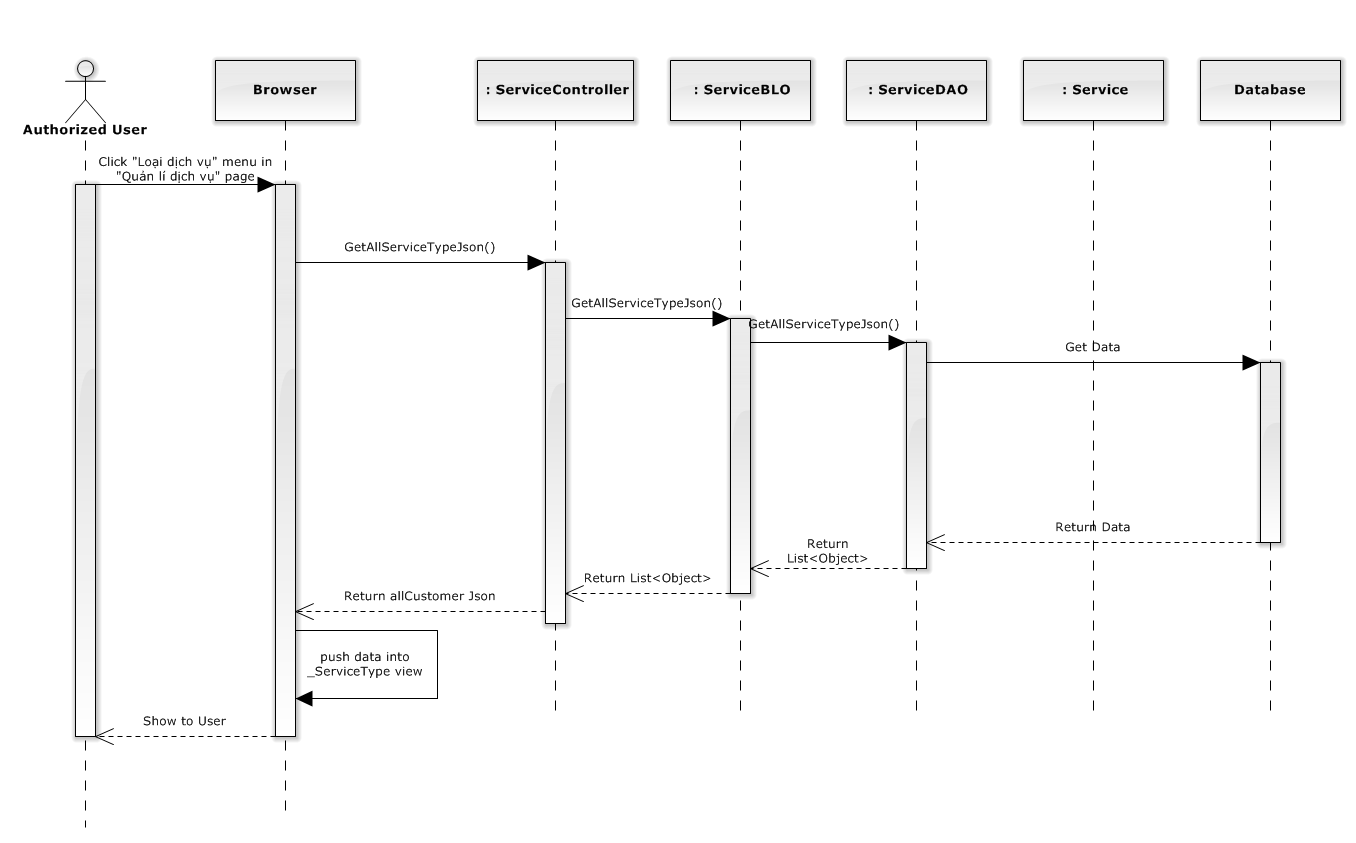 Authorized User
Browser
: ServiceController
: ServiceBLO
: ServiceDAO
: Service
Database
Click "Loại dịch vụ" menu in
"Quản lí dịch vụ" page
GetAllServiceTypeJson()
GetAllServiceTypeJson()
GetAllServiceTypeJson()
Get Data
Return Data
Return
List<Object>
Return List<Object>
Return allCustomer Json
push data into
_ServiceType view
Show to User